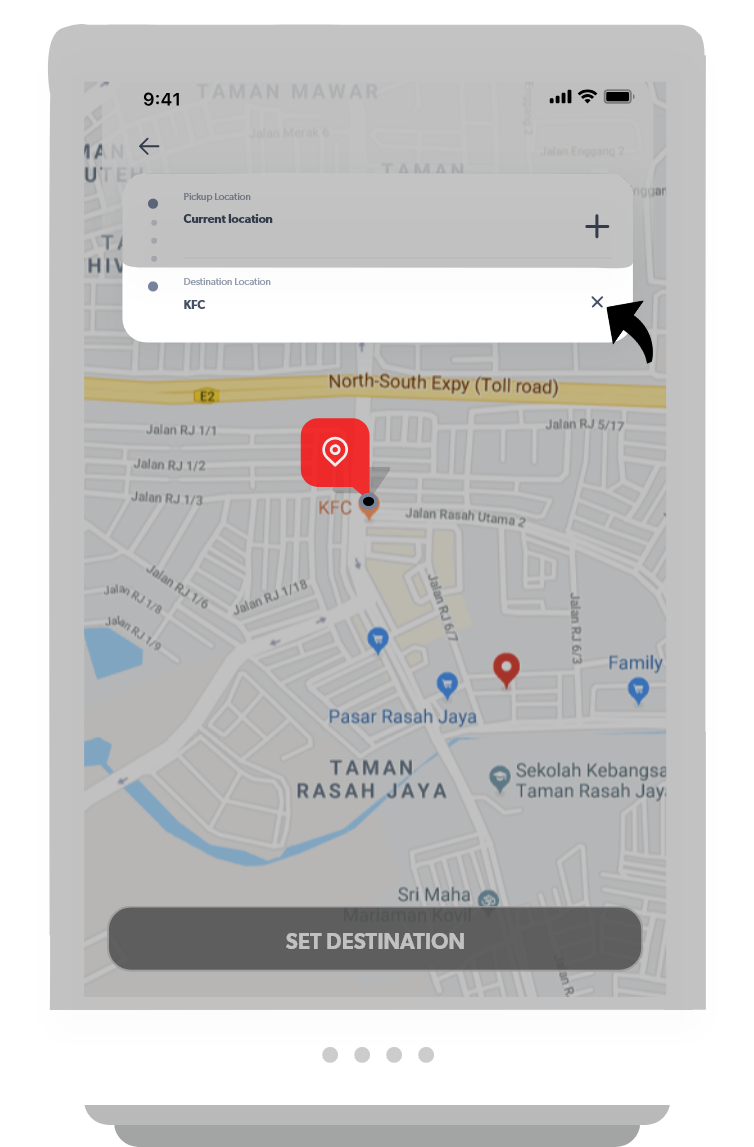 9:41
TAMAN MAWAR
Jalan Merak 6
Jalan Enggang 2
TAMAN
Pickup Location
Current location
Destination Location
KFC
North-South Expy (Toll road)
E2
Jalan RJ 1/1
Jalan RJ 5/17
Jalan RJ 1/2
Jalan RJ 1/3
KFC
Jalan Rasah Utama 2
Jalan RJ 1/6
Jalan RJ 1/8
Jalan RJ 1/18
Jalan RJ 1/9
Jalan RJ 6/7
Jalan RJ 6/3
Family
Pasar Rasah Jaya
TAMAN
RASAH JAYA
Sekolah Kebangsa
Taman Rasah Jay
Sri Maha
Mariaman Kovil
SET DESTINATION
Jalan R